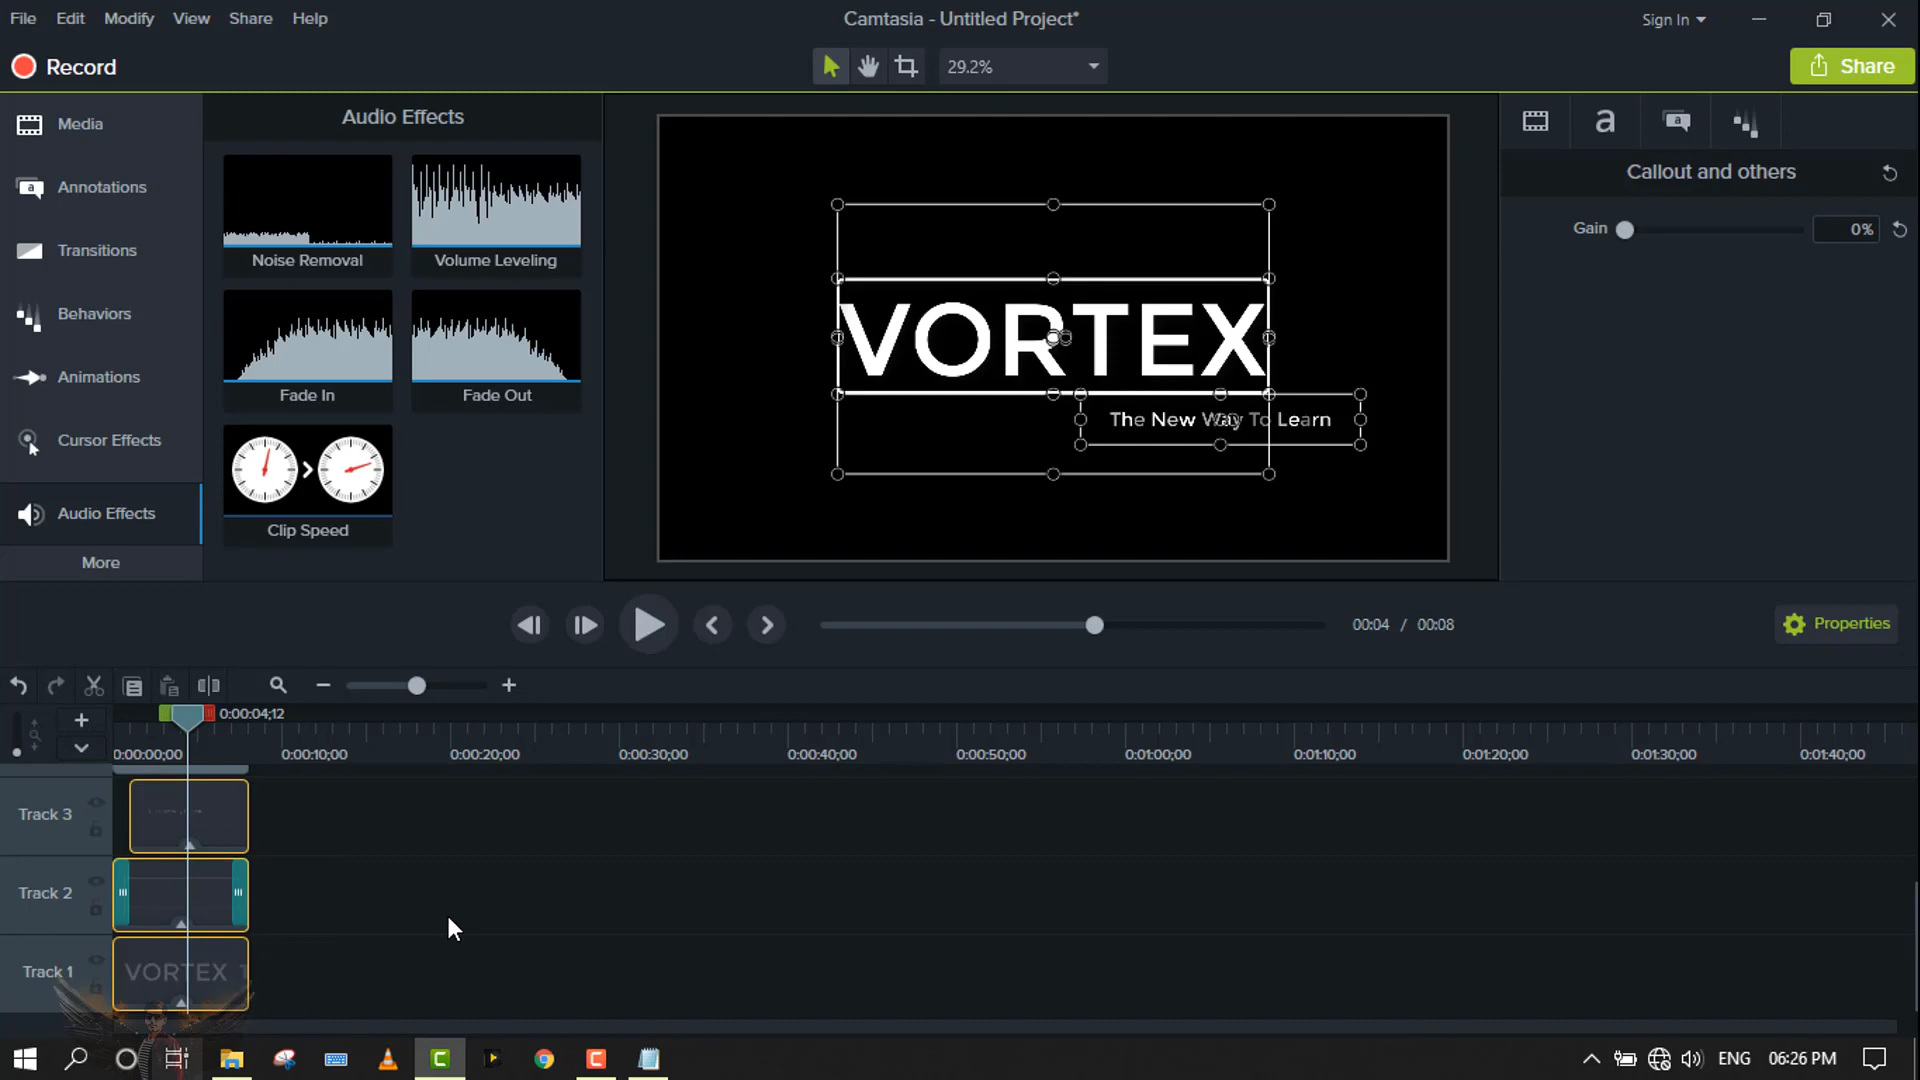 File Edit Modify View Share Help
Camtasia - Untitled Project*
Sign In
Record
29.2%
Share
Media
Annotations
Transitions
Behaviors
Animations
Cursor Effects
Audio Effects
More
Audio Effects
Noise Removal
Volume Leveling
Fade In
Fade Out
Clip Speed
VORTEX
The New Way To Learn
a
a
Callout and others
Gain
0%
00:04 / 00:08
Properties
0:00:04;12
0:00:00;00 0:00:10;00 0:00:20;00 0:00:30;00 0:00:40;00 0:00:50;00 0:01:00;00 0:01:10;00 0:01:20;00 0:01:30;00 0:01:40;00
Track 3
Track 2
Track 1
VORTEX
ENG 06:26 PM